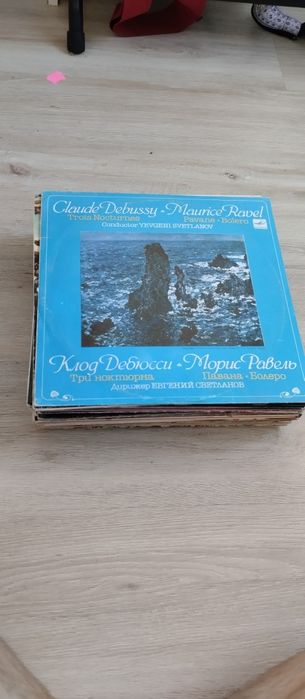 Claude Debussy • Maurice Ravel
Trois Nocturnes Pavane • Bolero
Conductor YEVGENI SVETLANOV
Клод Дебюсси • Морис Равель
Три ноктюрна Павана • Болеро
Дирижер ЕВГЕНИЙ СВЕТЛАНОВ